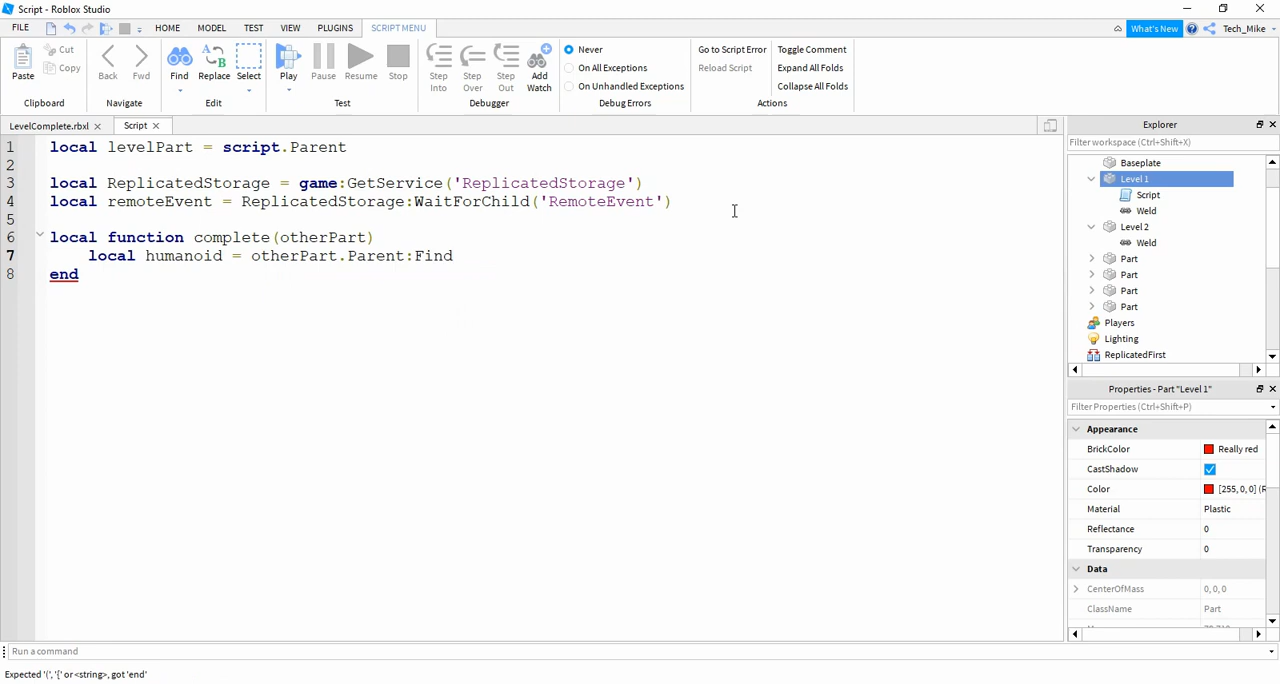 Script - Roblox Studio
FILE HOME MODEL TEST VIEW PLUGINS SCRIPT MENU What's New Tech_Mike
Paste Cut Copy Back Fwd Find Replace Select Play Pause Resume Stop Step Into Step Over Step Out Add Watch
Never
On All Exceptions
On Unhandled Exceptions
Go to Script Error Toggle Comment
Reload Script Expand All Folds
Collapse All Folds
Clipboard Navigate Edit Test Debugger Debug Errors Actions
LevelComplete.rbxl Script
1 local levelPart = script.Parent
2
3 local ReplicatedStorage = game:GetService('ReplicatedStorage')
4 local remoteEvent = ReplicatedStorage:WaitForChild('RemoteEvent')
5
6 local function complete(otherPart)
7 local humanoid = otherPart.Parent:Find
8 end
Explorer
Filter workspace (Ctrl+Shift+X)
Baseplate
Level 1
Script
Weld
Level 2
Weld
Part
Part
Part
Part
Players
Lighting
ReplicatedFirst
Properties - Part "Level 1"
Filter Properties (Ctrl+Shift+P)
Appearance
BrickColor Really red
CastShadow
Color [255, 0, 0] (R
Material Plastic
Reflectance 0
Transparency 0
Data
CenterOfMass 0, 0, 0
ClassName Part
Run a command
Expected '(', '{' or <string>, got 'end'